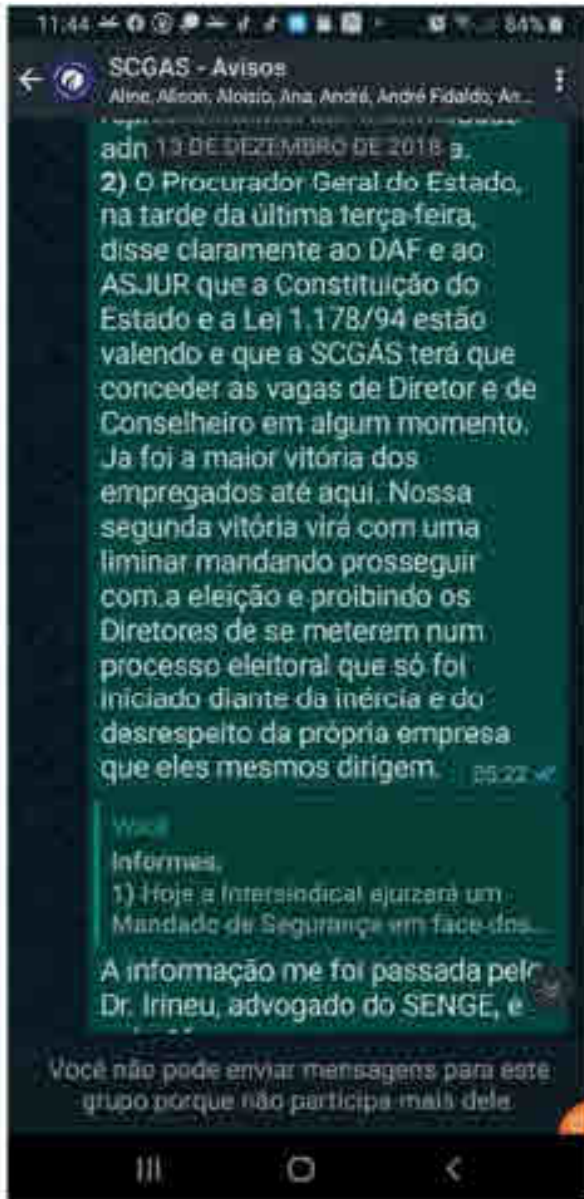 11:44 84%
SCGAS - Avisos
Aline, Alison, Aloisio, Ana, André, André Fidaldo, An...
adn 13 DE DEZEMBRO DE 2018 a.
2) O Procurador Geral do Estado,
na tarde da última terça-feira,
disse claramente ao DAF e ao
ASJUR que a Constituição do
Estado e a Lei 1.178/94 estão
valendo e que a SCGÁS terá que
conceder as vagas de Diretor e de
Conselheiro em algum momento.
Ja foi a maior vitória dos
empregados até aqui. Nossa
segunda vitória virá com uma
liminar mandando prosseguir
com a eleição e proibindo os
Diretores de se meterem num
processo eleitoral que só foi
iniciado diante da inércia e do
desrespeito da própria empresa
que eles mesmos dirigem. 05:22
Você
Informes.
1) Hoje a Intersindical ajuizará um
Mandado de Segurança em face dos...
A informação me foi passada pelo
Dr. Irineu, advogado do SENGE, e
Você não pode enviar mensagens para este
grupo porque não participa mais dele